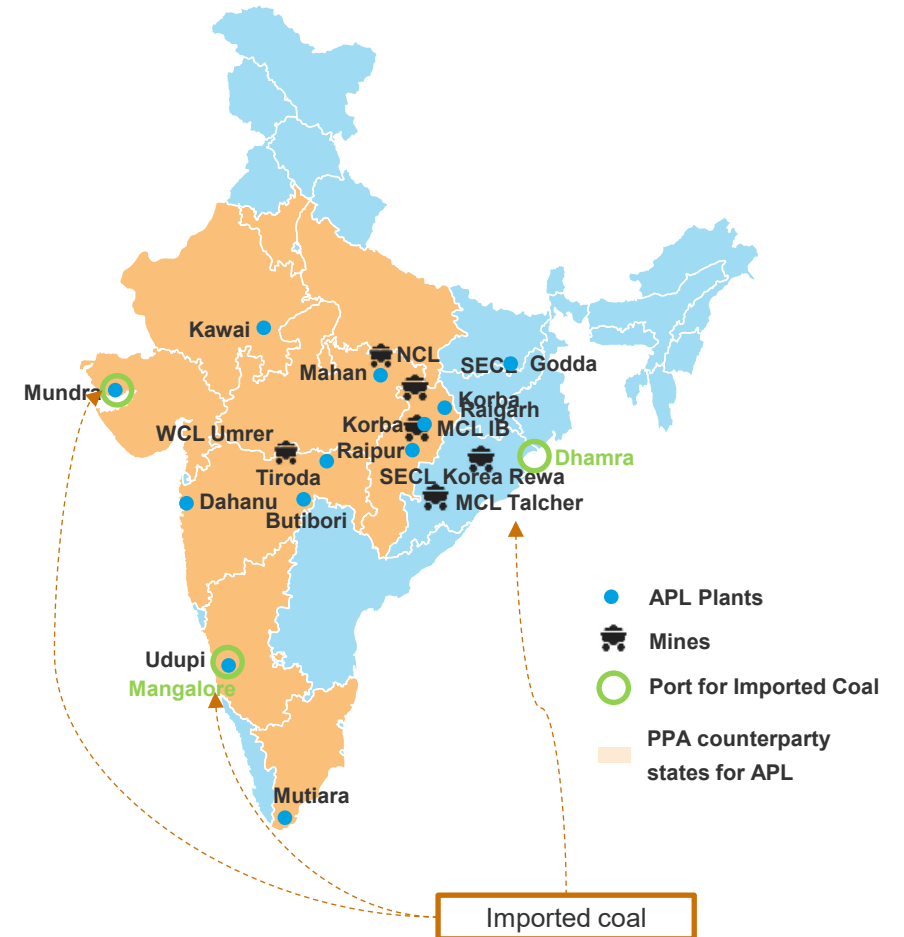 Kawai
NCL
Mahan
SECL
Godda
Mundra
Korba
Raigarh
WCL Umrer
Korba
MCL IB
Raipur
Dhamra
Tiroda
SECL Korea Rewa
Dahanu
MCL Talcher
Butibori
APL Plants
Mines
Udupi
Mangalore
Port for Imported Coal
PPA counterparty
states for APL
Mutiara
Imported coal